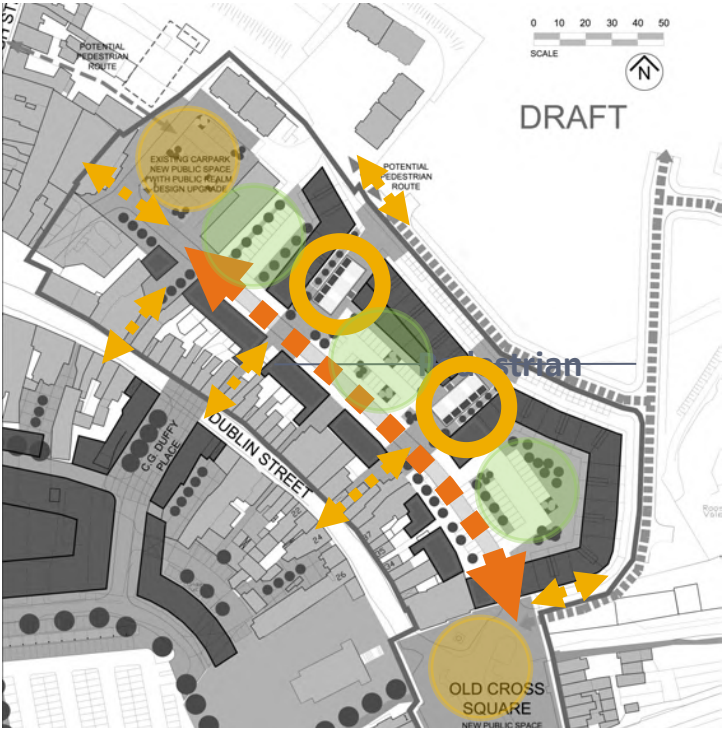 0 10 20 30 40 50
SCALE
N
DRAFT
POTENTIAL
PEDESTRIAN
ROUTE
EXISTING CARPARK
NEW PUBLIC SPACE
WITH PUBLIC REALM
DESIGN UPGRADE
POTENTIAL
PEDESTRIAN
ROUTE
estrian
C.G. DUFFY
PLACE
DUBLIN STREET
22
24
26
OLD CROSS
SQUARE
NEW PUBLIC SPACE